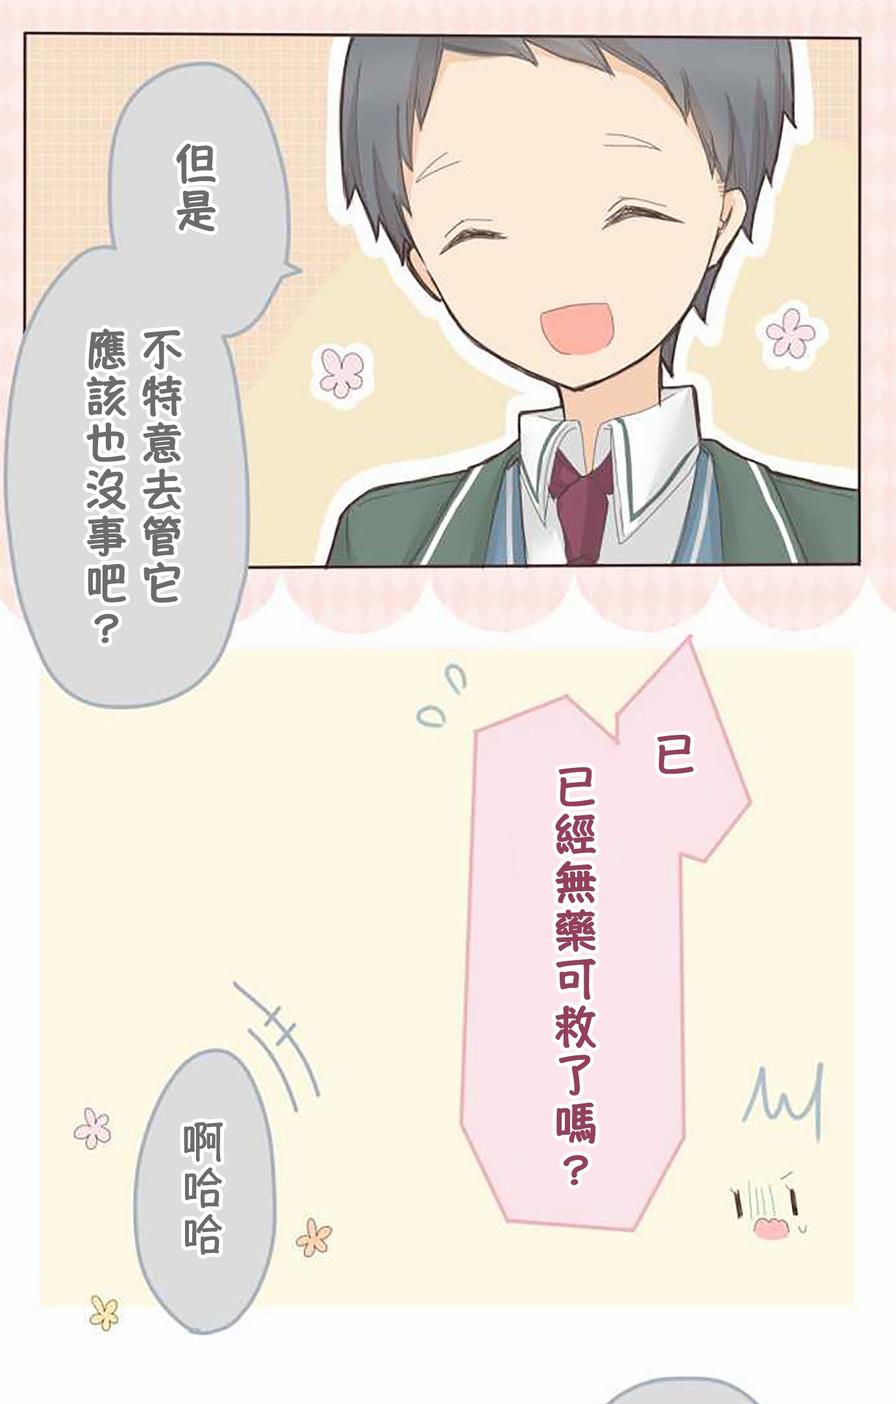 但是
不特意去管它
應該也沒事吧？
已
已經無藥可救了嗎？
啊哈哈